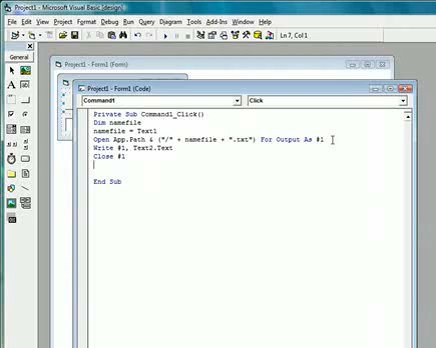 Project1 - Microsoft Visual Basic [design]
File Edit View Project Format Debug Run Query Diagram Tools Add-Ins Window Help
Ln 7, Col 1
General
Project1 - Form1 (Form)
Project1 - Form1 (Code)
Command1 Click
Private Sub Command1_Click()
Dim namefile
namefile = Text1
Open App.Path & ("/" + namefile + ".txt") For Output As #1
Write #1, Text2.Text
Close #1
End Sub